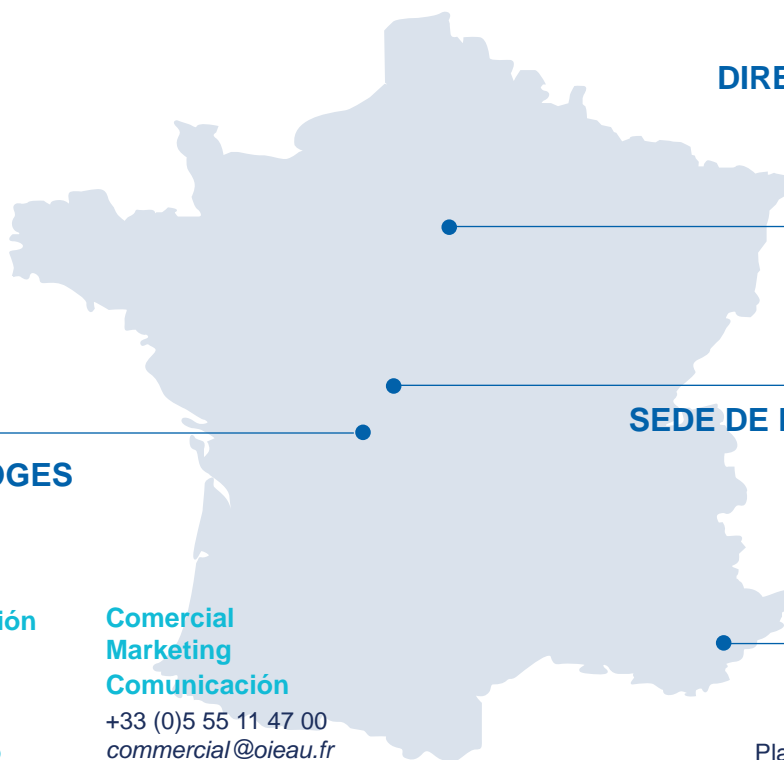 DIRE
SEDE DE
OGES
ión
Comercial
Marketing
Comunicación
+33 (0)5 55 11 47 00
commercial@oieau.fr
Pla